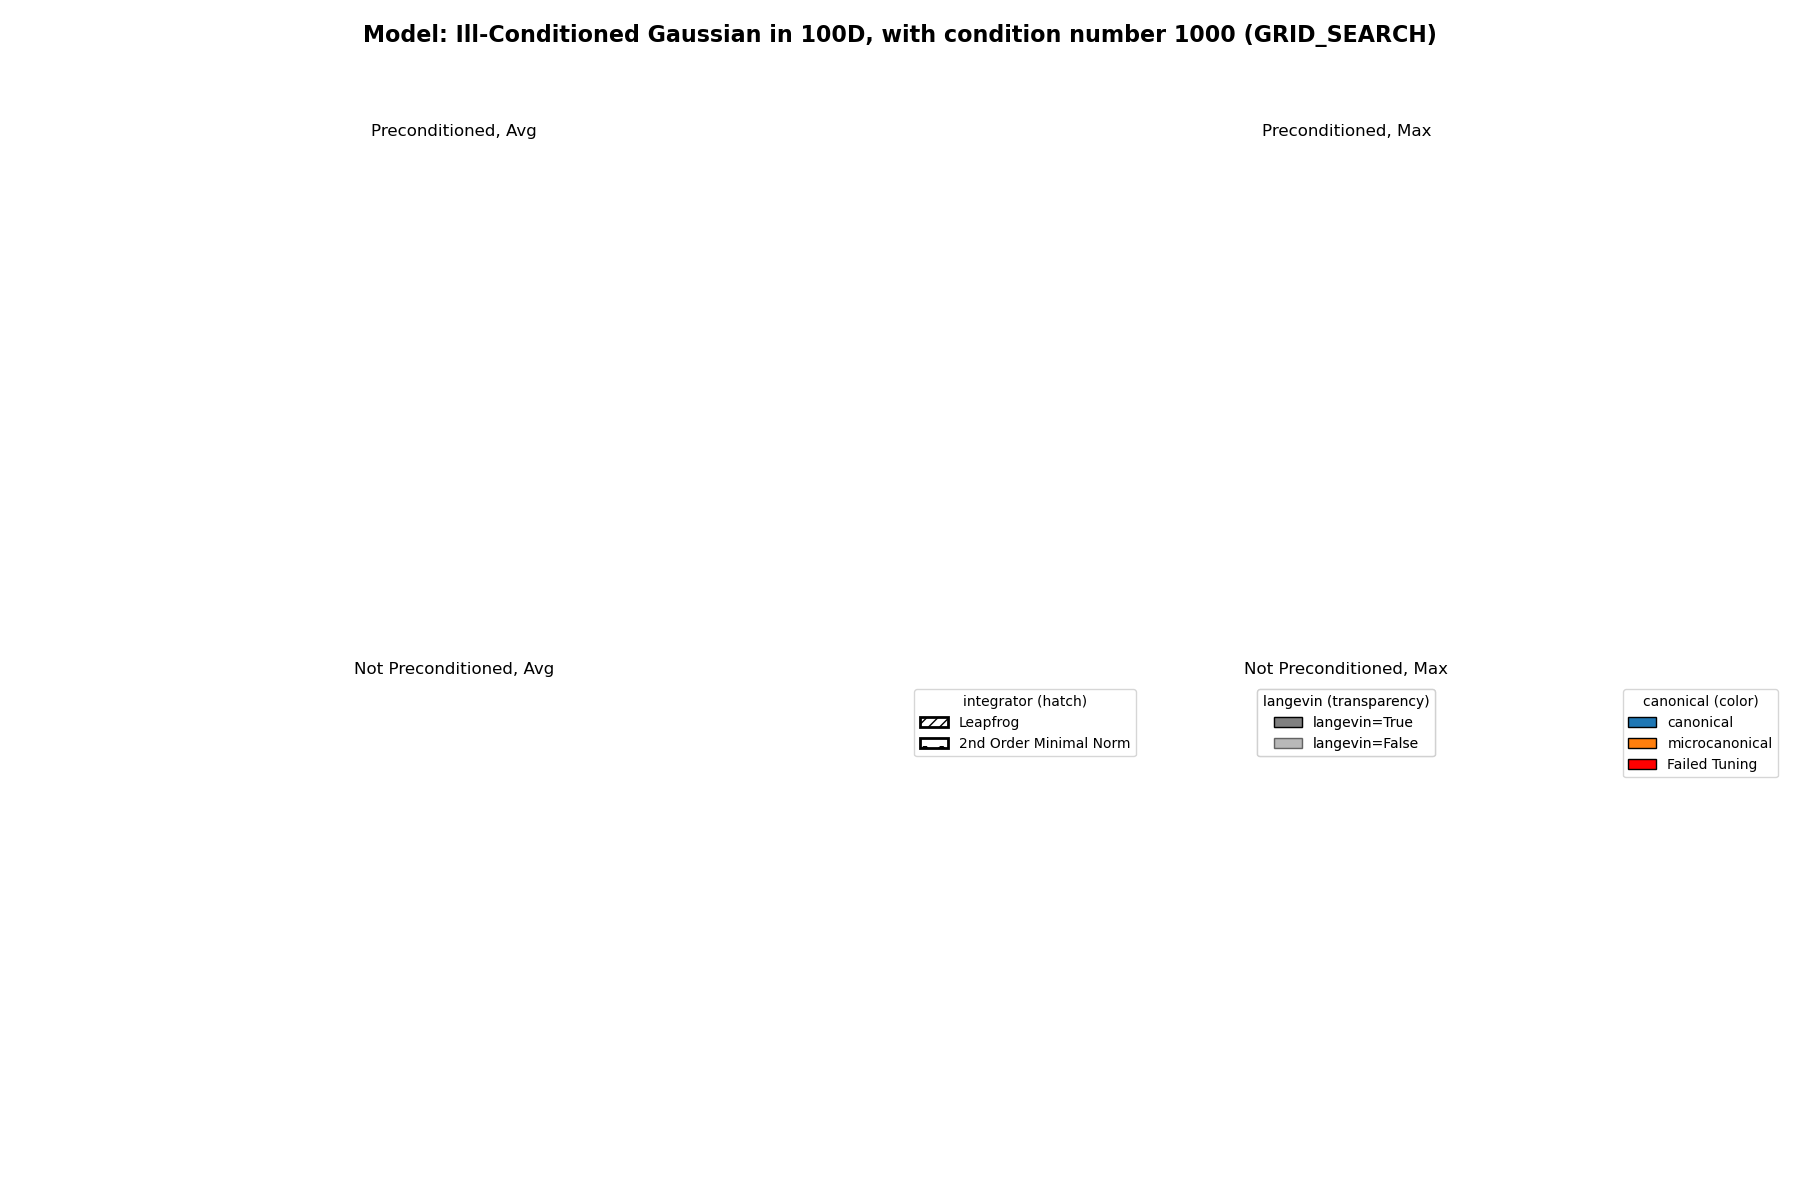 Model: Ill-Conditioned Gaussian in 100D, with condition number 1000 (GRID_SEARCH)
Preconditioned, Avg
Preconditioned, Max
Not Preconditioned, Avg
Not Preconditioned, Max
integrator (hatch)
Leapfrog
2nd Order Minimal Norm
langevin (transparency)
langevin=True
langevin=False
canonical (color)
canonical
microcanonical
Failed Tuning